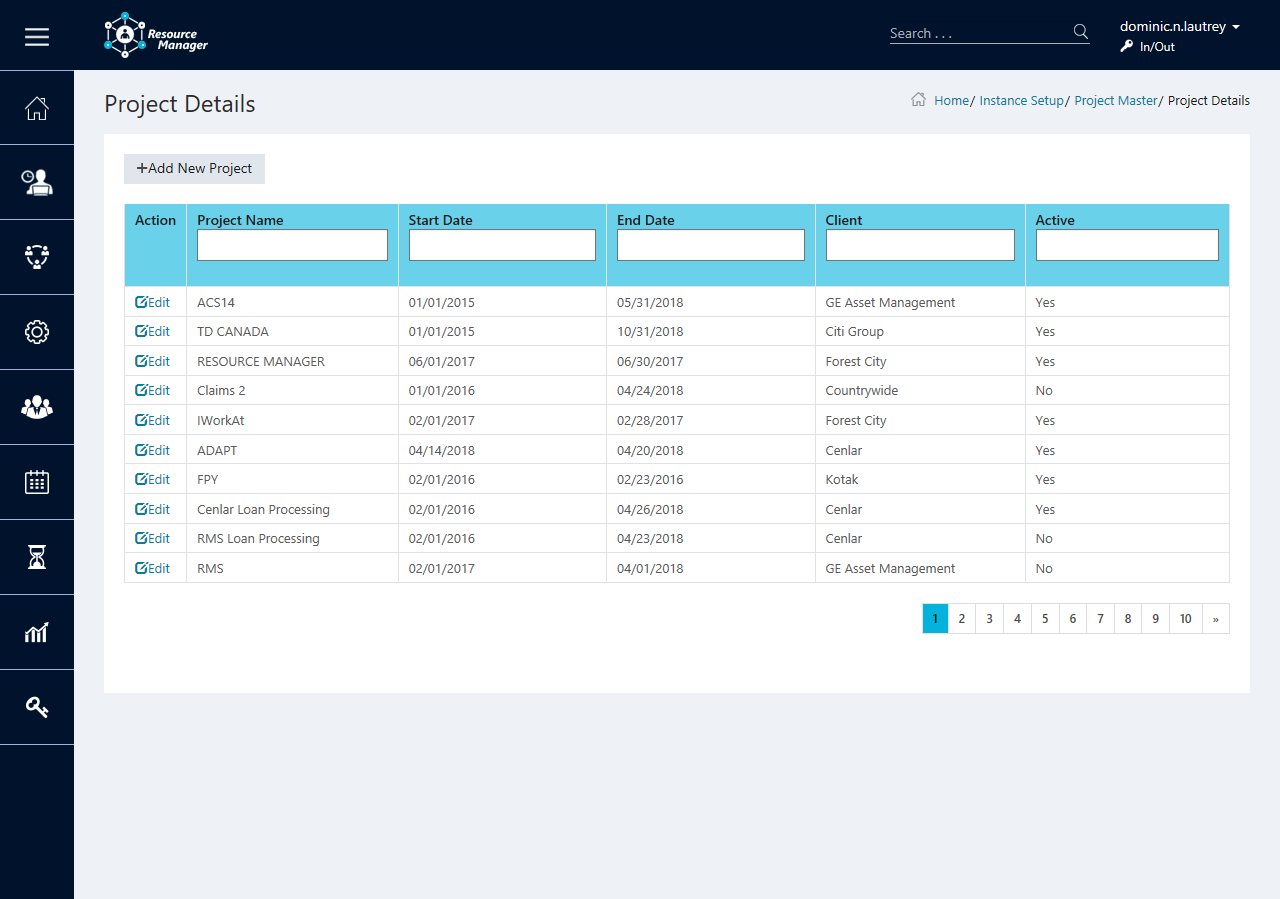 Resource
Manager
Search . . .
dominic.n.lautrey
In/Out
Project Details
Home/ Instance Setup/ Project Master/ Project Details
+Add New Project
Action Project Name Start Date End Date Client Active
Edit ACS14 01/01/2015 05/31/2018 GE Asset Management Yes
Edit TD CANADA 01/01/2015 10/31/2018 Citi Group Yes
Edit RESOURCE MANAGER 06/01/2017 06/30/2017 Forest City Yes
Edit Claims 2 01/01/2016 04/24/2018 Countrywide No
Edit IWorkAt 02/01/2017 02/28/2017 Forest City Yes
Edit ADAPT 04/14/2018 04/20/2018 Cenlar Yes
Edit FPY 02/01/2016 02/23/2016 Kotak Yes
Edit Cenlar Loan Processing 02/01/2016 04/26/2018 Cenlar Yes
Edit RMS Loan Processing 02/01/2016 04/23/2018 Cenlar No
Edit RMS 02/01/2017 04/01/2018 GE Asset Management No
1 2 3 4 5 6 7 8 9 10 »